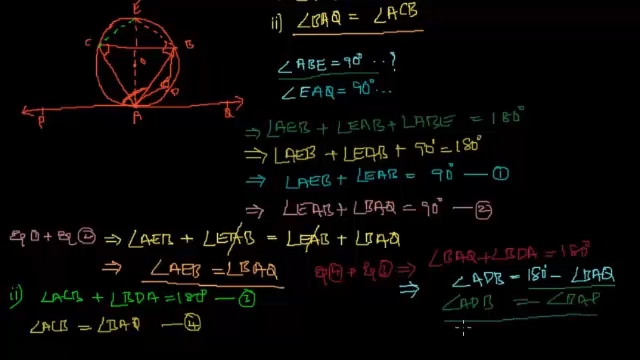 E
C
B
O
D
P
A
Q
ii) ∠BAQ = ∠ACB
∠ABE = 90° ..?
∠EAQ = 90° ...
⇒ ∠AEB + ∠EAB + ∠ABE = 180°
⇒ ∠AEB + ∠EAB + 90° = 180°
⇒ ∠AEB + ∠EAB = 90° — ①
⇒ ∠EAB + ∠BAQ = 90° — ②
Eq ① + Eq ② ⇒ ∠AEB + ∠EAB = ∠EAB + ∠BAQ
⇒ ∠AEB = ∠BAQ
ii) ∠ACB + ∠BDA = 180° — ③
∠ACB = ∠BAQ — ④
Eq ④ + Eq ③ ⇒ ∠BAQ + ∠BDA = 180°
⇒ ∠ADB = 180° − ∠BAQ
∠ADB = ∠BAP